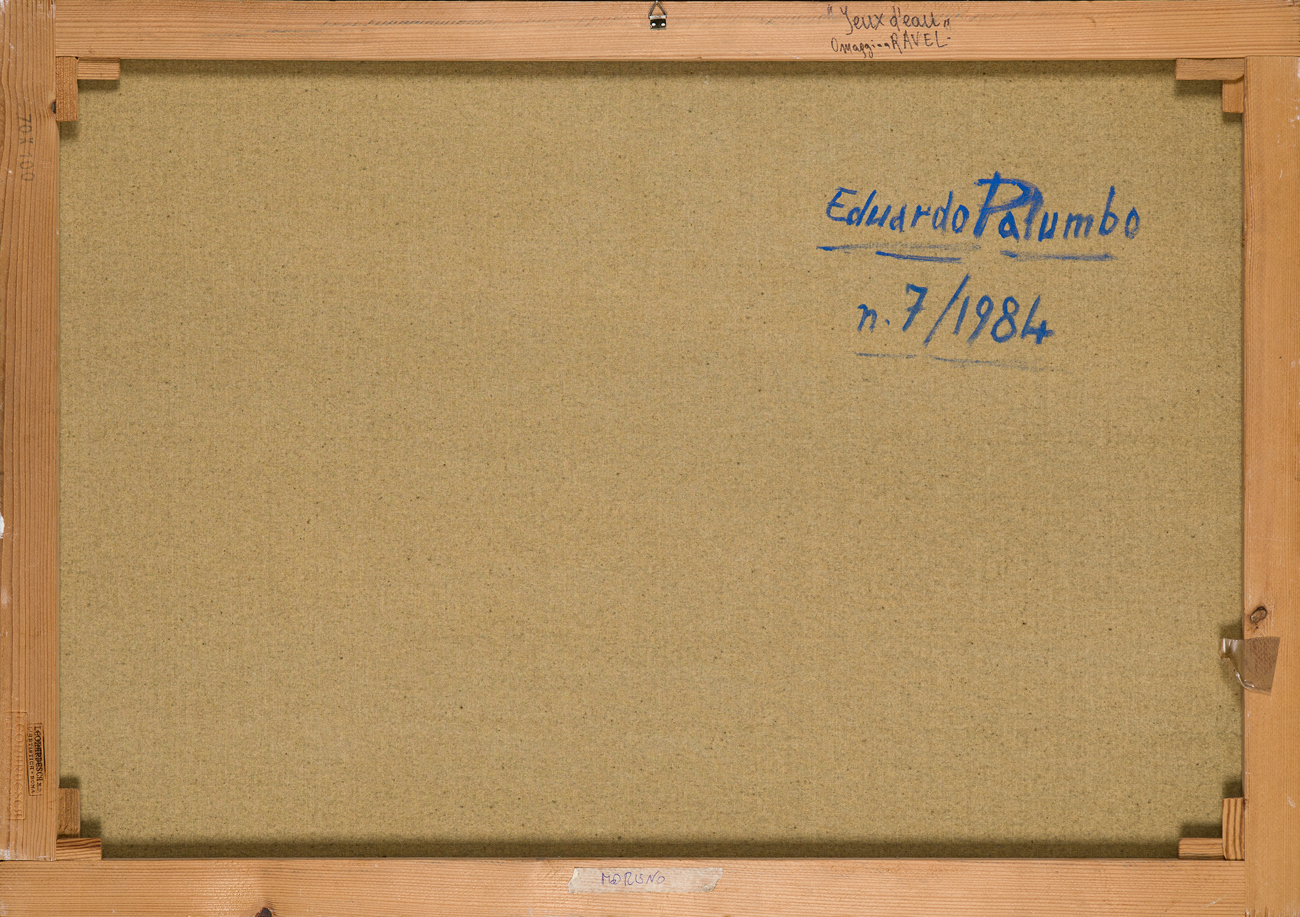 "Jeux d'eau"
Omaggio a RAVEL-
Eduardo Palumbo
n. 7/1984
70 X 100
MORENO